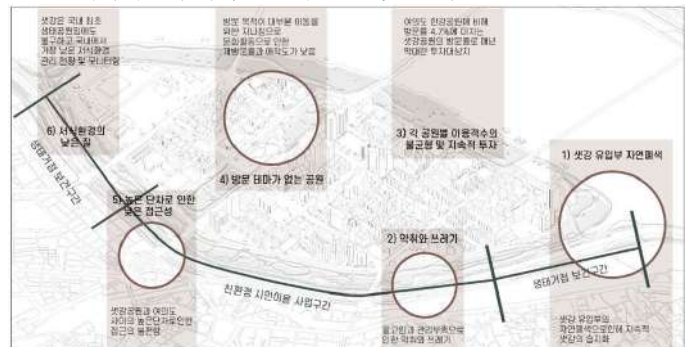 샛강은 국내 최초
생태공원임에도
불구하고 국내에서
가장 낮은 서식환경
관리 현황 및 모니터링
방문 목적이 대부분 이동을
위한 지나침으로
문화활동으로 인한
재방문률과 애착도가 낮음
여의도 한강공원에 비해
방문률 4.7%에 미치는
샛강공원의 방문률로 매년
막대한 투자대상지
6) 서식환경의
낮은 질
3) 각 공원별 이용객수의
불균형 및 지속적 투자
1) 샛강 유입부 자연폐색
4) 방문 테마가 없는 공원
생태거점 보전구간
5) 높은 단차로 인한
낮은 접근성
2) 악취와 쓰레기
친환경 시민이용 사업구간
생태거점 보전구간
샛강공원과 여의도
사이의 높은단차로인한
접근의 불편함
물고임과 관리부족으로
인한 악취와 쓰레기
샛강 유입부의
자연폐색으로인해 지속적
샛강의 습지화